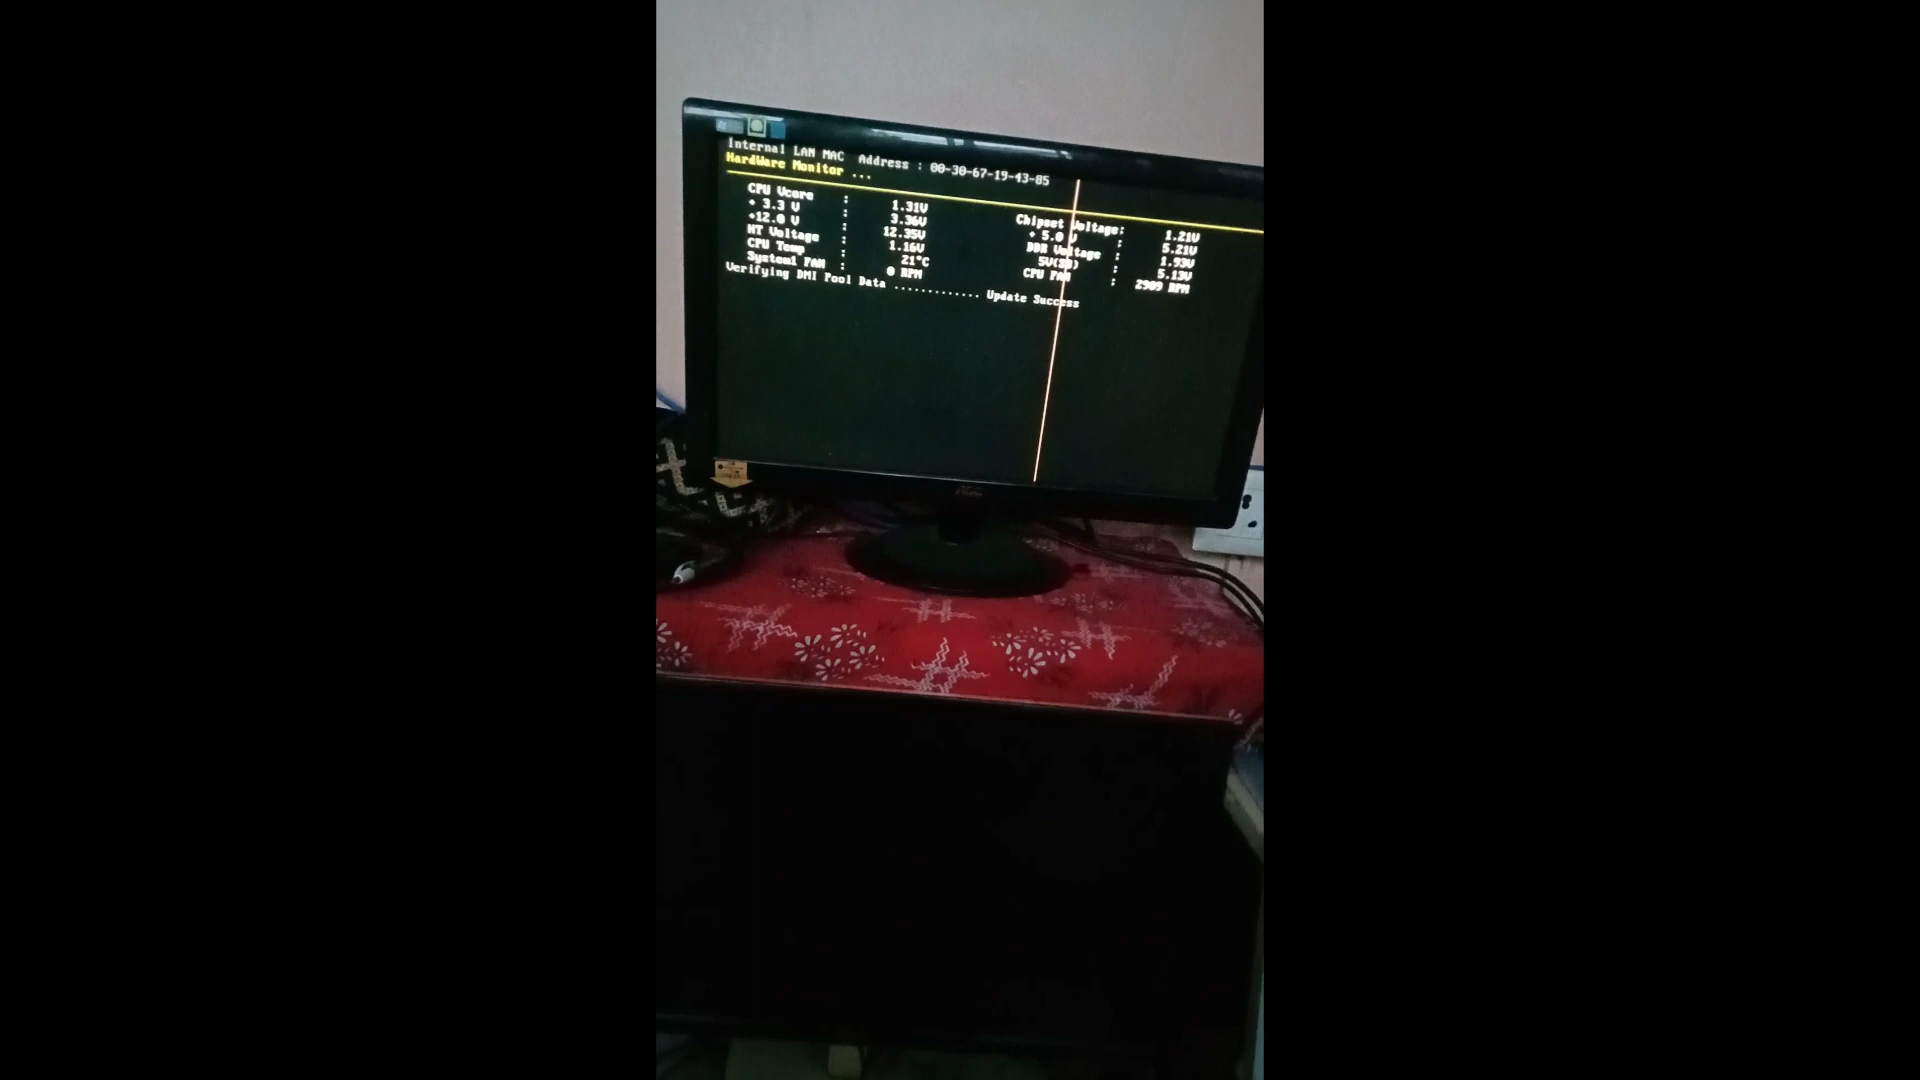 Internal LAN MAC Address : 00-30-67-19-43-85
HardWare Monitor ...
CPU Vcore : 1.31V Chipset Voltage: 1.21V
+ 3.3 V : 3.36V + 5.0 V : 5.21V
+12.0 V : 12.35V DDR Voltage : 1.93V
HT Voltage : 1.16V 5V(SB) : 5.13V
CPU Temp : 21°C CPU FAN : 2909 RPM
System1 FAN : 0 RPM
Verifying DMI Pool Data ............. Update Success
AOC